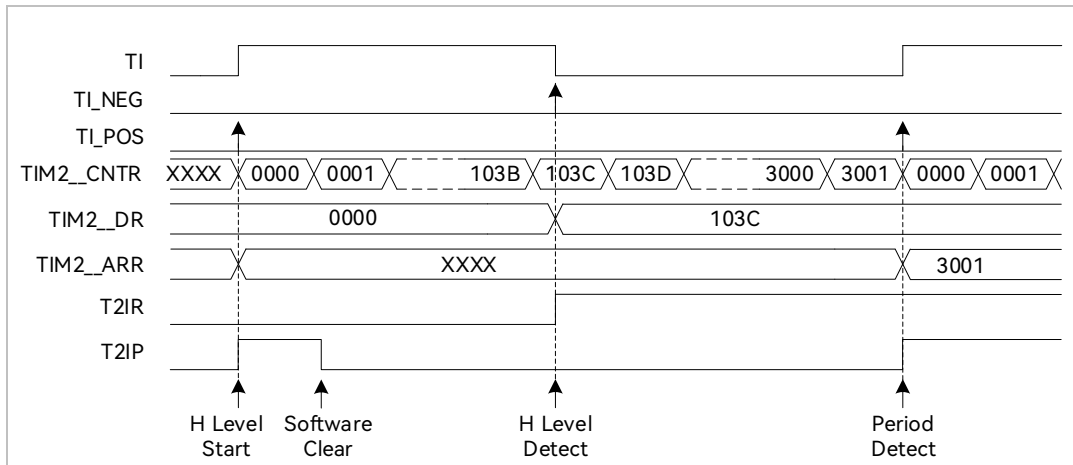 TI
TI_NEG
TI_POS
TIM2__CNTR XXXX 0000 0001 103B 103C 103D 3000 3001 0000 0001
TIM2__DR 0000 103C
TIM2__ARR XXXX 3001
T2IR
T2IP
H Level Software H Level Period
Start Clear Detect Detect